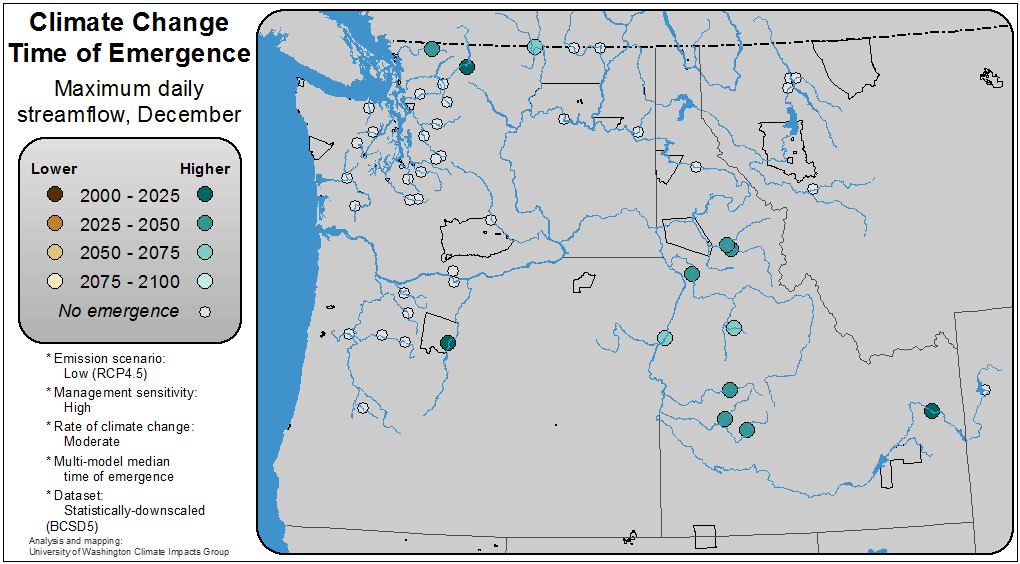 Climate Change
Time of Emergence
Maximum daily
streamflow, December
Lower Higher
2000 - 2025
2025 - 2050
2050 - 2075
2075 - 2100
No emergence
* Emission scenario:
Low (RCP4.5)
* Management sensitivity:
High
* Rate of climate change:
Moderate
* Multi-model median
time of emergence
* Dataset:
Statistically-downscaled
(BCSD5)
Analysis and mapping:
University of Washington Climate Impacts Group